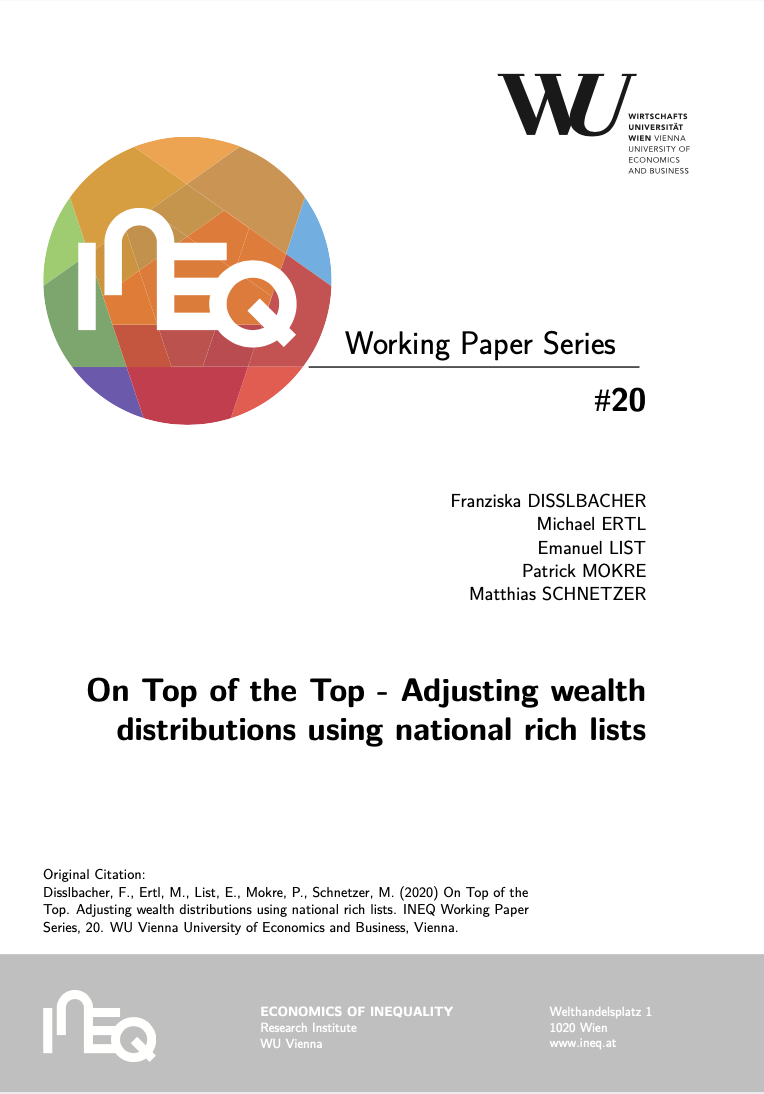 WU
WIRTSCHAFTS
UNIVERSITÄT
WIEN VIENNA
UNIVERSITY OF
ECONOMICS
AND BUSINESS
INEQ
Working Paper Series
#20
Franziska DISSLBACHER
Michael ERTL
Emanuel LIST
Patrick MOKRE
Matthias SCHNETZER
On Top of the Top - Adjusting wealth
distributions using national rich lists
Original Citation:
Disslbacher, F., Ertl, M., List, E., Mokre, P., Schnetzer, M. (2020) On Top of the
Top. Adjusting wealth distributions using national rich lists. INEQ Working Paper
Series, 20. WU Vienna University of Economics and Business, Vienna.
INEQ
ECONOMICS OF INEQUALITY
Research Institute
WU Vienna
Welthandelsplatz 1
1020 Wien
www.ineq.at